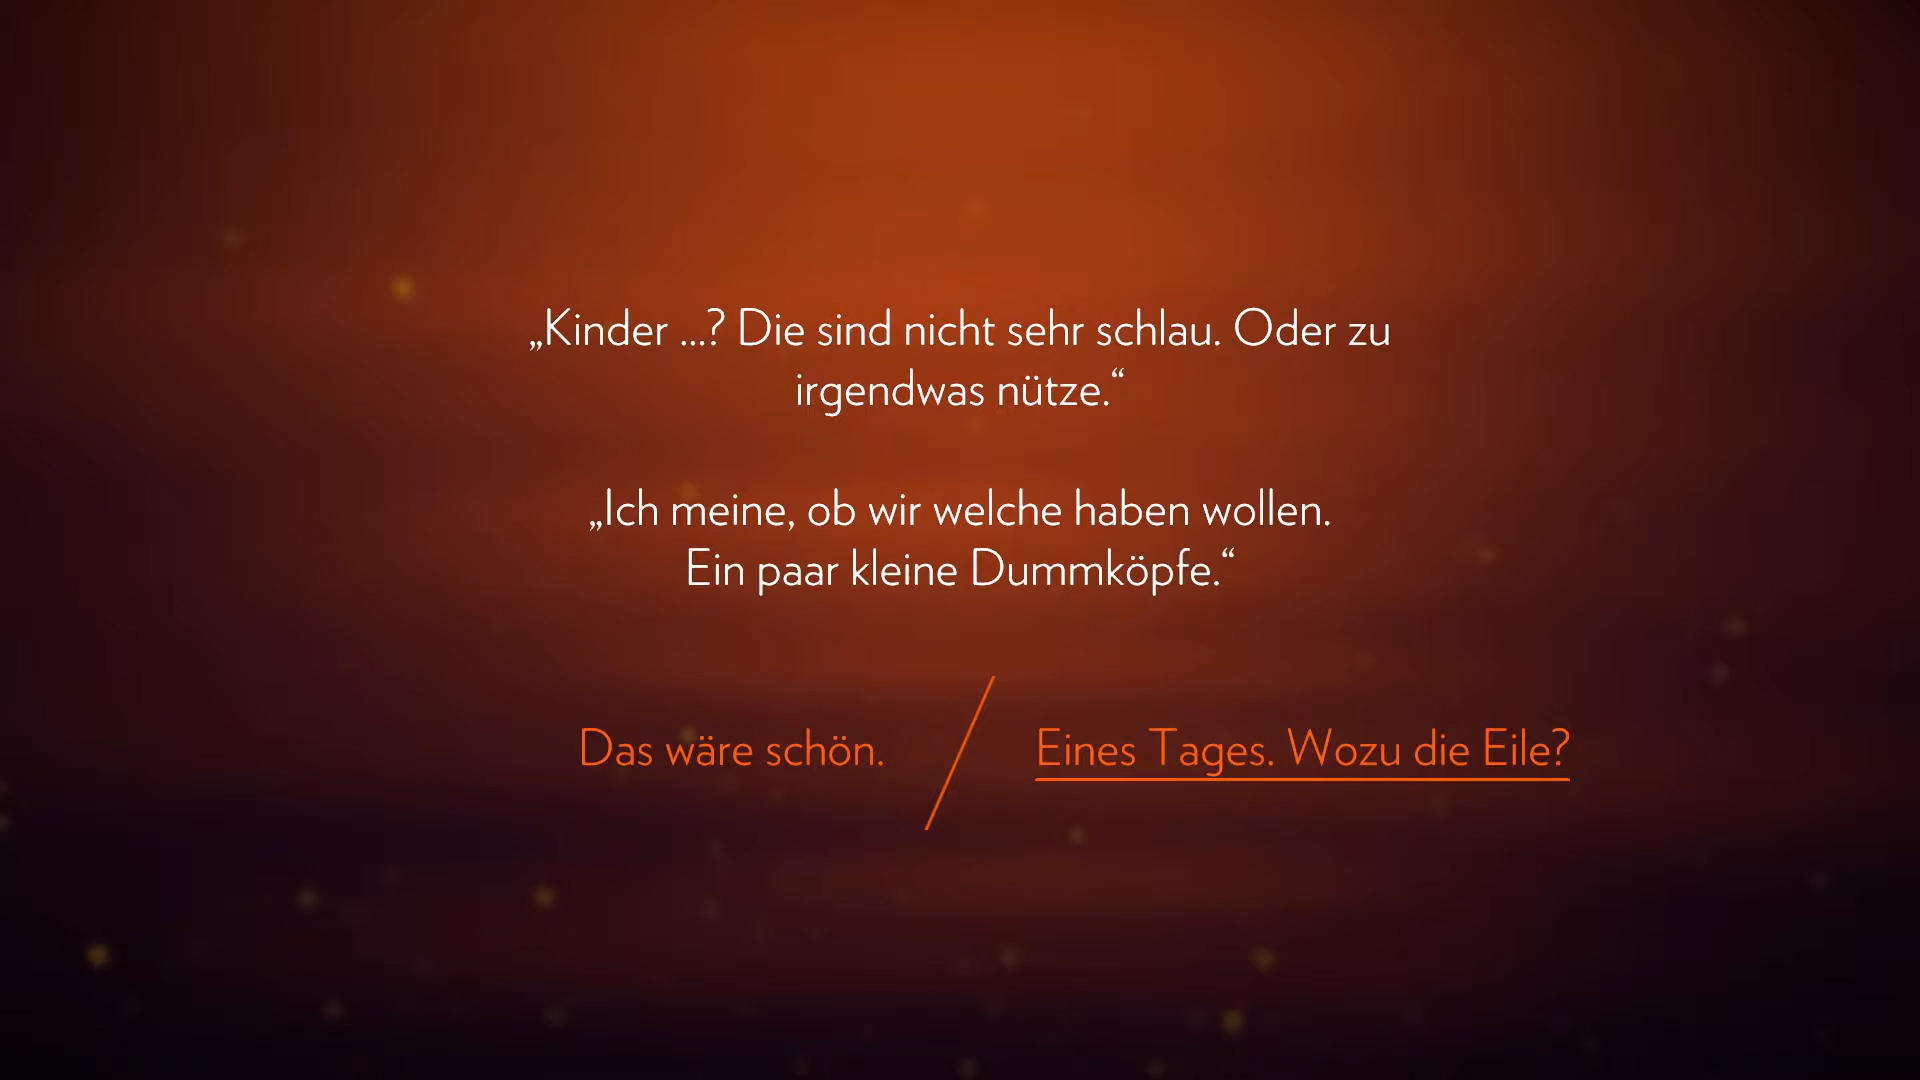 „Kinder ...? Die sind nicht sehr schlau. Oder zu
irgendwas nütze.“
„Ich meine, ob wir welche haben wollen.
Ein paar kleine Dummköpfe.“
Das wäre schön. / Eines Tages. Wozu die Eile?